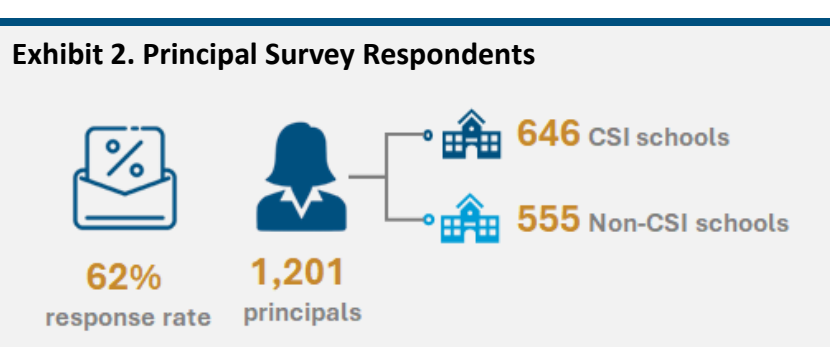 Exhibit 2. Principal Survey Respondents
%
62%
response rate
1,201
principals
646 CSI schools
555 Non-CSI schools